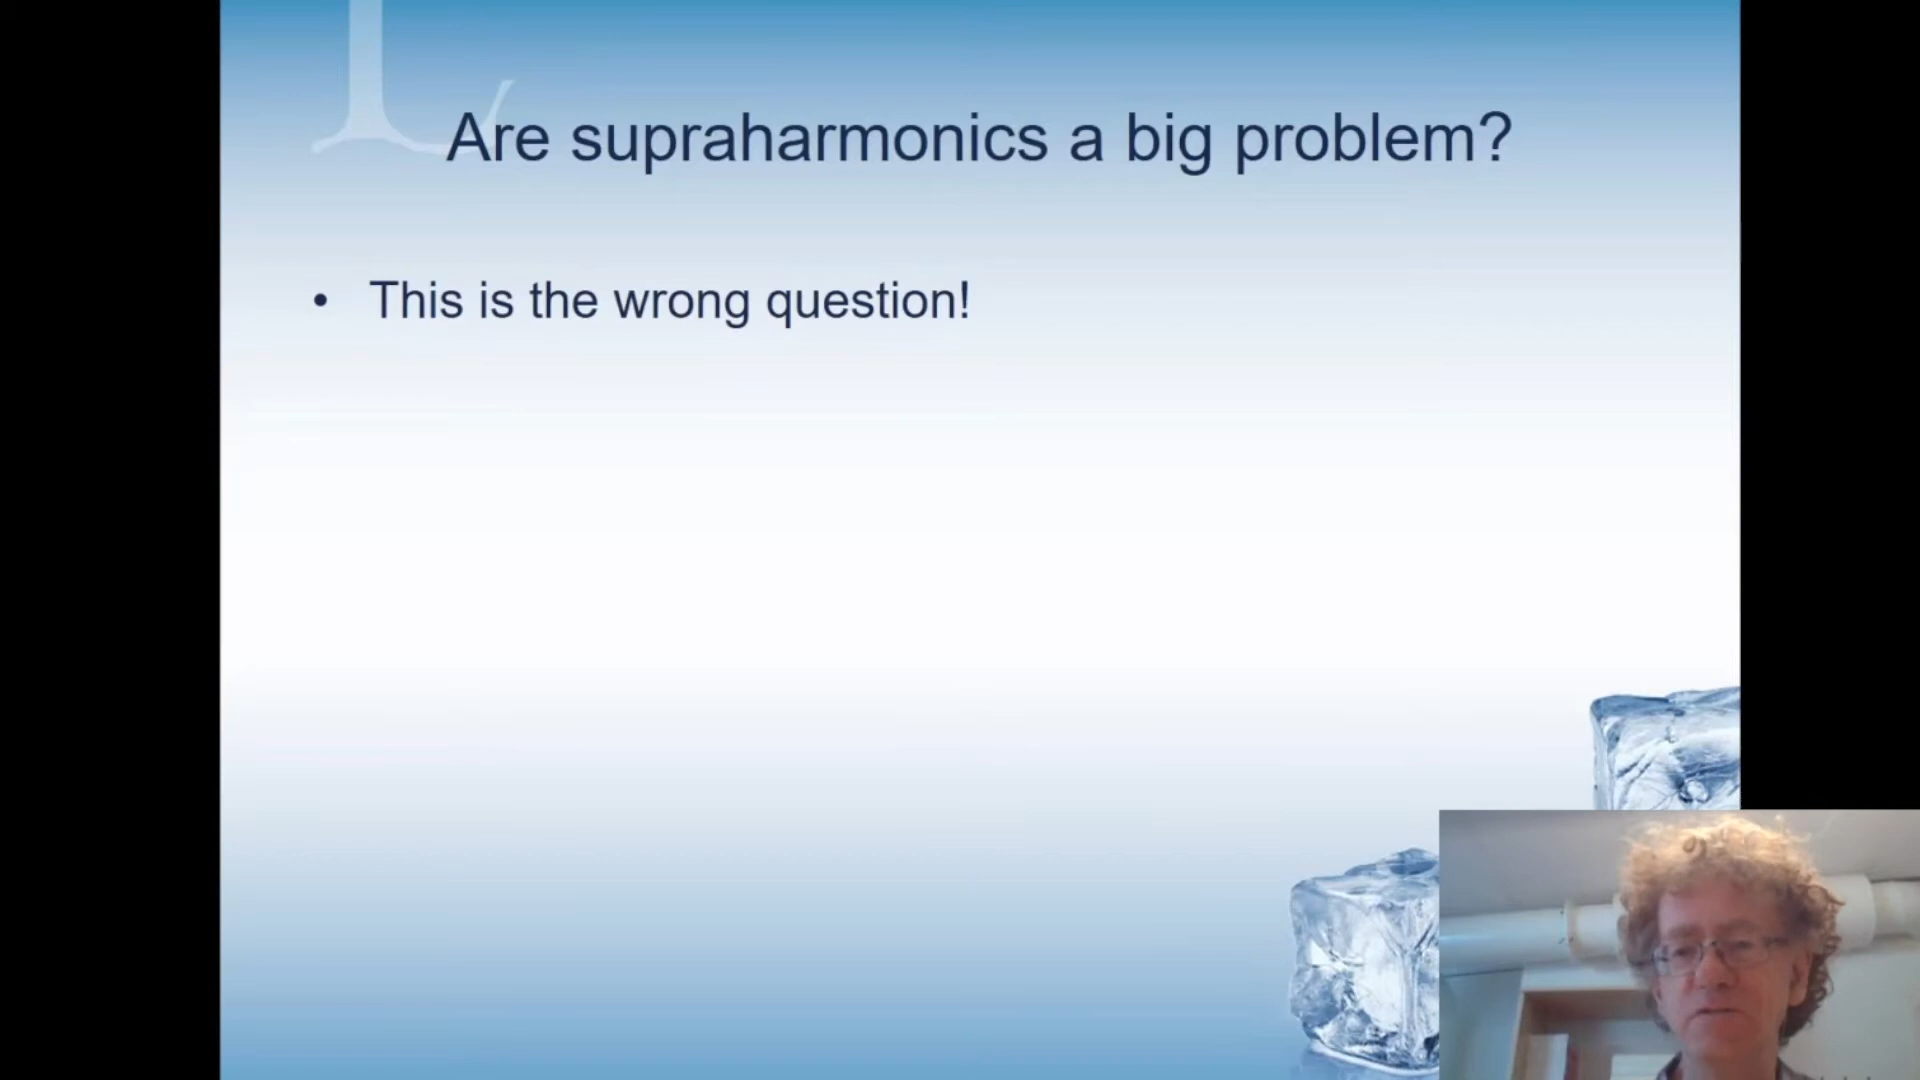 Are supraharmonics a big problem?
• This is the wrong question!